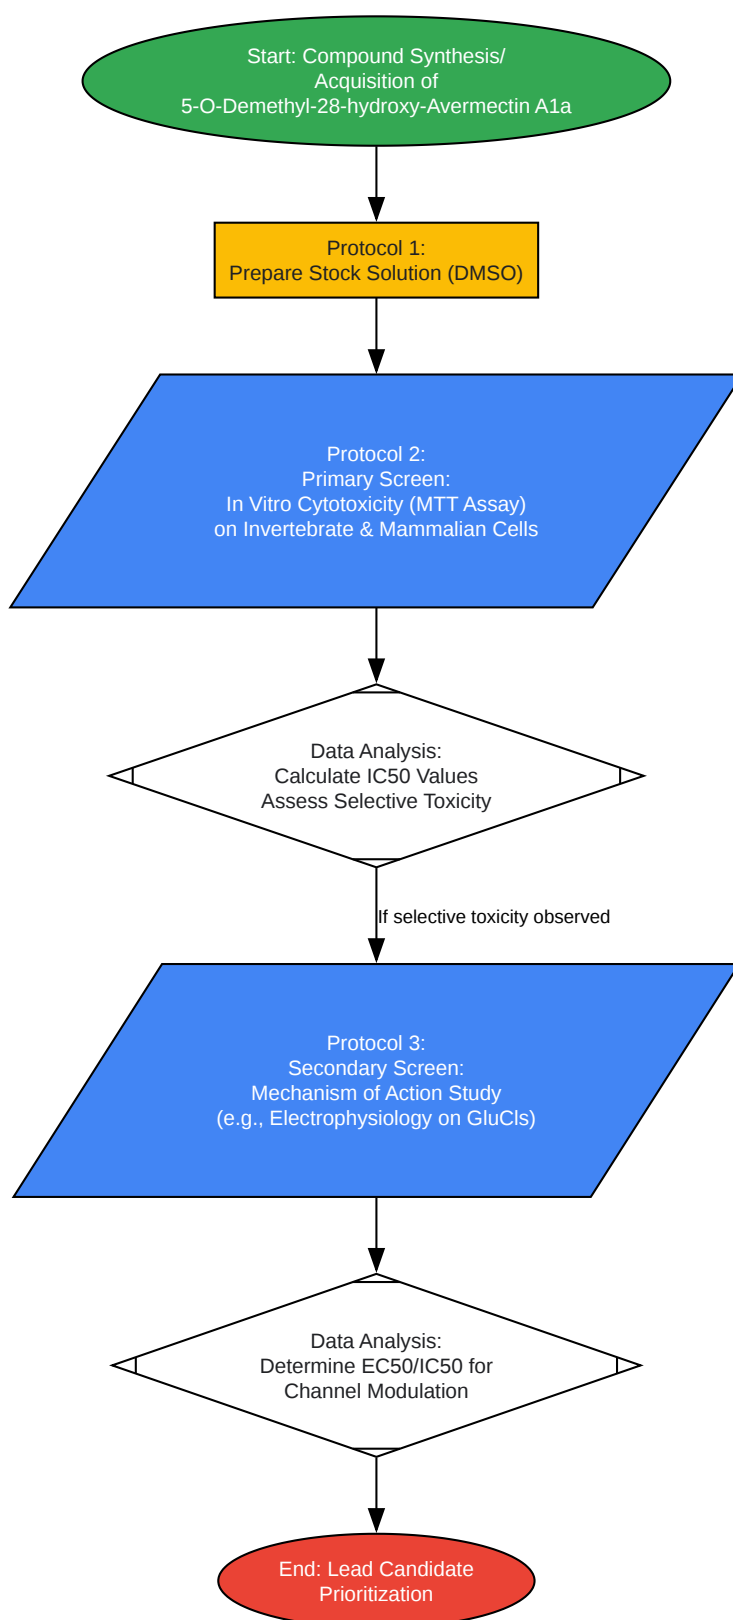 Start: Compound Synthesis/
Acquisition of
5-O-Demethyl-28-hydroxy-Avermectin A1a
Protocol 1:
Prepare Stock Solution (DMSO)
Protocol 2:
Primary Screen:
In Vitro Cytotoxicity (MTT Assay)
on Invertebrate & Mammalian Cells
Data Analysis:
Calculate IC50 Values
Assess Selective Toxicity
If selective toxicity observed
Protocol 3:
Secondary Screen:
Mechanism of Action Study
(e.g., Electrophysiology on GluCls)
Data Analysis:
Determine EC50/IC50 for
Channel Modulation
End: Lead Candidate
Prioritization